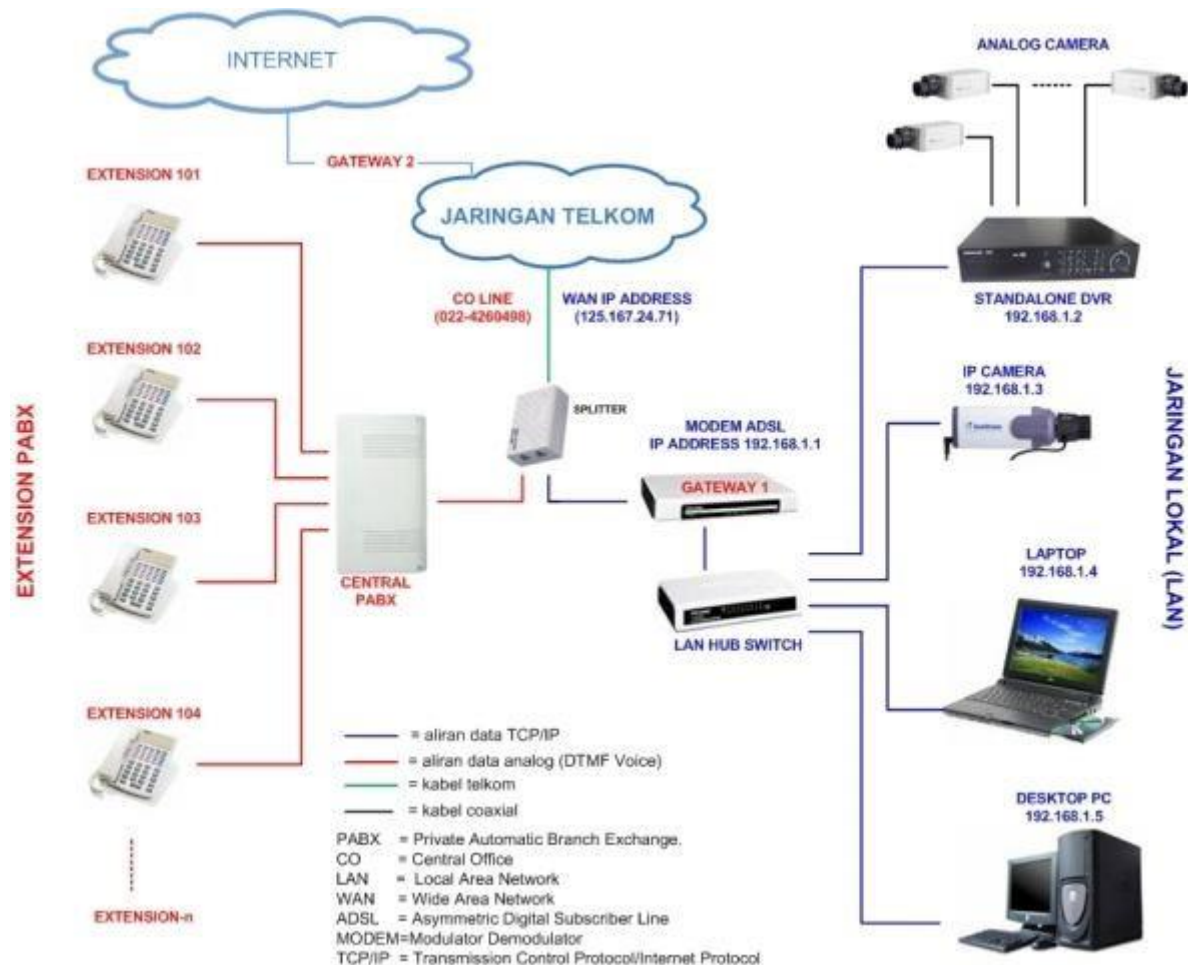 INTERNET
GATEWAY 2
JARINGAN TELKOM
CO LINE
(022-4260498)
WAN IP ADDRESS
(125.167.24.71)
SPLITTER
EXTENSION PABX
EXTENSION 101
EXTENSION 102
EXTENSION 103
EXTENSION 104
EXTENSION-n
CENTRAL
PABX
MODEM ADSL
IP ADDRESS 192.168.1.1
GATEWAY 1
LAN HUB SWITCH
ANALOG CAMERA
STANDALONE DVR
192.168.1.2
IP CAMERA
192.168.1.3
LAPTOP
192.168.1.4
DESKTOP PC
192.168.1.5
JARINGAN LOKAL (LAN)
= aliran data TCP/IP
= aliran data analog (DTMF Voice)
= kabel telkom
= kabel coaxial
PABX = Private Automatic Branch Exchange.
CO = Central Office
LAN = Local Area Network
WAN = Wide Area Network
ADSL = Asymmetric Digital Subscriber Line
MODEM=Modulator Demodulator
TCP/IP = Transmission Control Protocol/Internet Protocol